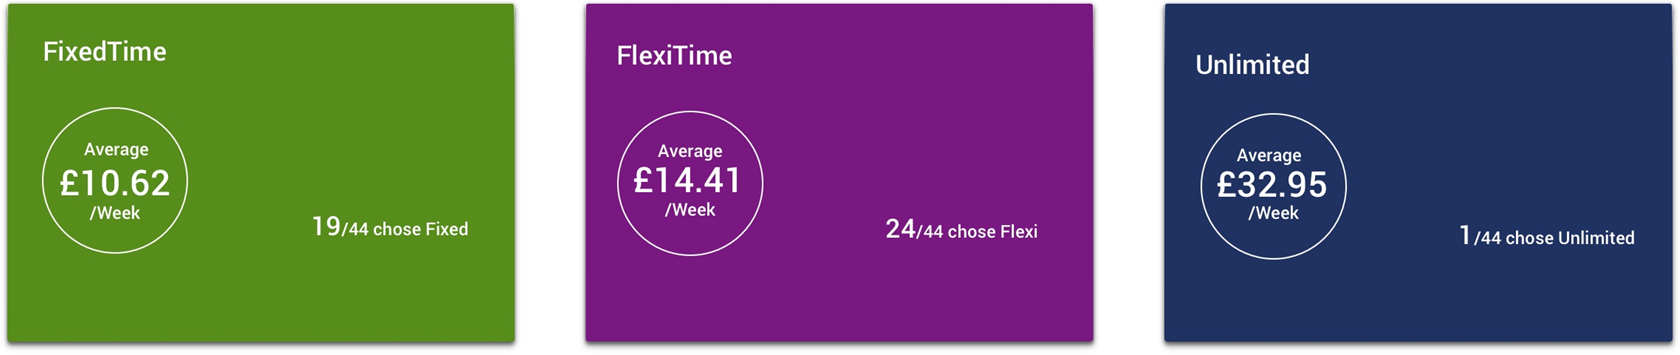 FixedTime
Average
£10.62
/Week
19/44 chose Fixed
FlexiTime
Average
£14.41
/Week
24/44 chose Flexi
Unlimited
Average
£32.95
/Week
1/44 chose Unlimited